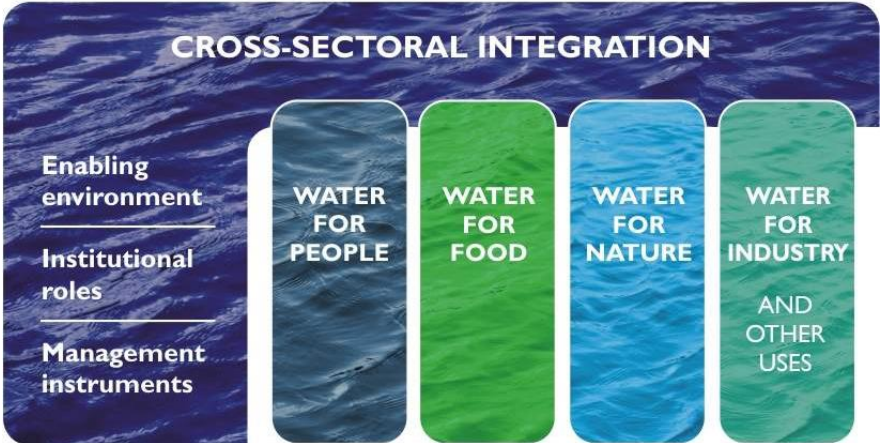 CROSS-SECTORAL INTEGRATION
Enabling
environment
Institutional
roles
Management
instruments
WATER
FOR
PEOPLE
WATER
FOR
FOOD
WATER
FOR
NATURE
WATER
FOR
INDUSTRY
AND
OTHER
USES